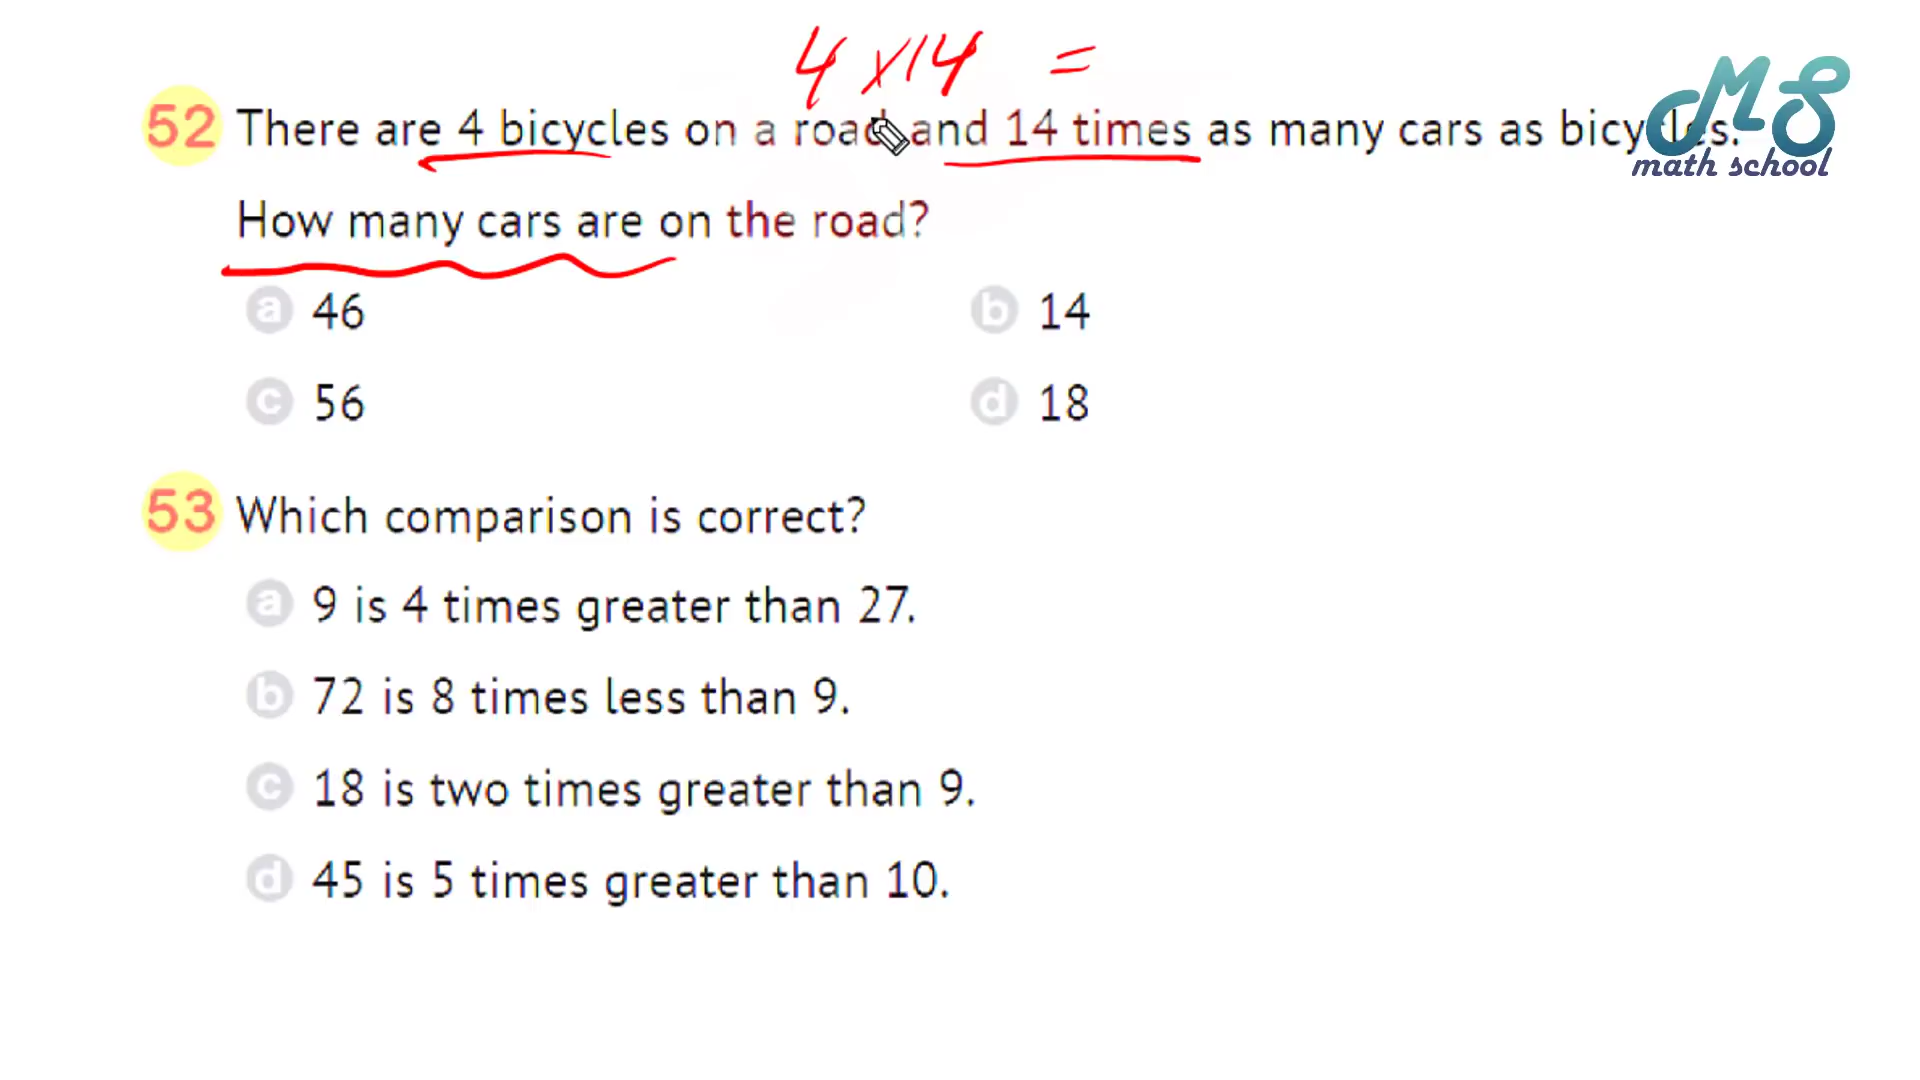 4 × 14 =
52 There are 4 bicycles on a road and 14 times as many cars as bicycles.
MS
math school
How many cars are on the road?
a 46
b 14
c 56
d 18
53 Which comparison is correct?
a 9 is 4 times greater than 27.
b 72 is 8 times less than 9.
c 18 is two times greater than 9.
d 45 is 5 times greater than 10.